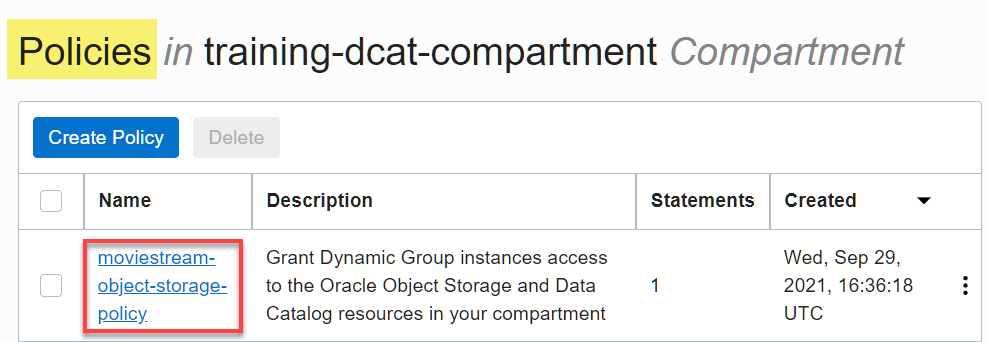 Policies in training-dcat-compartment Compartment
Create Policy Delete
Name Description Statements Created
moviestream- Grant Dynamic Group instances access Wed, Sep 29,
object-storage- to the Oracle Object Storage and Data 1 2021, 16:36:18
policy Catalog resources in your compartment UTC